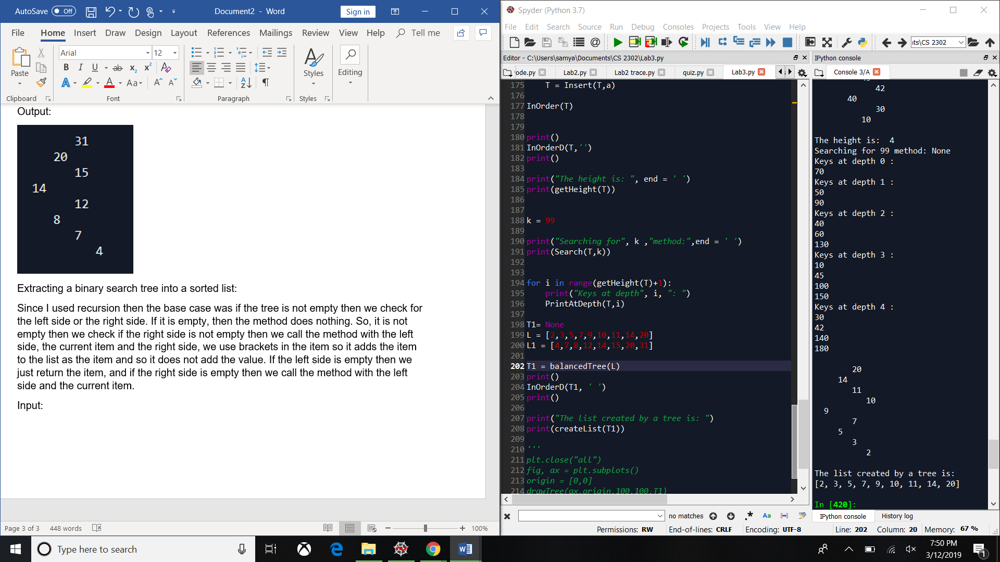 AutoSave Off Document2 - Word Sign in
File Home Insert Draw Design Layout References Mailings Review View Help Tell me
Arial 12
Paste Styles Editing
Clipboard Font Paragraph Styles
Output:
31
20
15
14
12
8
7
4
Extracting a binary search tree into a sorted list:
Since I used recursion then the base case was if the tree is not empty then we check for
the left side or the right side. If it is empty, then the method does nothing. So, it is not
empty then we check if the right side is not empty then we call the method with the left
side, the current item and the right side, we use brackets in the item so it adds the item
to the list as the item and so it does not add the value. If the left side is empty then we
just return the item, and if the right side is empty then we call the method with the left
side and the current item.
Input:
Page 3 of 3 448 words 100%
Spyder (Python 3.7)
File Edit Search Source Run Debug Consoles Projects Tools View Help
its\CS 2302
Editor - C:\Users\samya\Documents\CS 2302\Lab3.py
ode.py Lab2.py Lab2 trace.py quiz.py Lab3.py
175 T = Insert(T,a)
176
177 InOrder(T)
178
179
180 print()
181 InOrderD(T,'')
182 print()
183
184 print("The height is: ", end = ' ')
185 print(getHeight(T))
186
187
188 k = 99
189
190 print("Searching for", k ,"method:",end = ' ')
191 print(Search(T,k))
192
193
194 for i in range(getHeight(T)+1):
195 print("Keys at depth", i, ": ")
196 PrintAtDepth(T,i)
197
198 T1= None
199 L = [2,3,5,7,9,10,11,14,20]
200 L1 = [4,7,8,12,14,15,20,31]
201
202 T1 = balancedTree(L)
203 print()
204 InOrderD(T1, ' ')
205 print()
206
207 print("The list created by a tree is: ")
208 print(createList(T1))
209
210 '''
211 plt.close("all")
212 fig, ax = plt.subplots()
213 origin = [0,0]
214 drawTree(ax,origin,100,100,T1)
no matches .* Aa
IPython console
Console 3/A
42
40
30
10
The height is:  4
Searching for 99 method: None
Keys at depth 0 :
70
Keys at depth 1 :
50
90
Keys at depth 2 :
40
60
130
Keys at depth 3 :
10
45
100
150
Keys at depth 4 :
30
42
140
180
20
14
11
10
9
7
5
3
2
The list created by a tree is:
[2, 3, 5, 7, 9, 10, 11, 14, 20]
In [420]:
IPython console History log
Permissions: RW End-of-lines: CRLF Encoding: UTF-8 Line: 202 Column: 20 Memory: 67 %
Type here to search
7:50 PM
3/12/2019
1